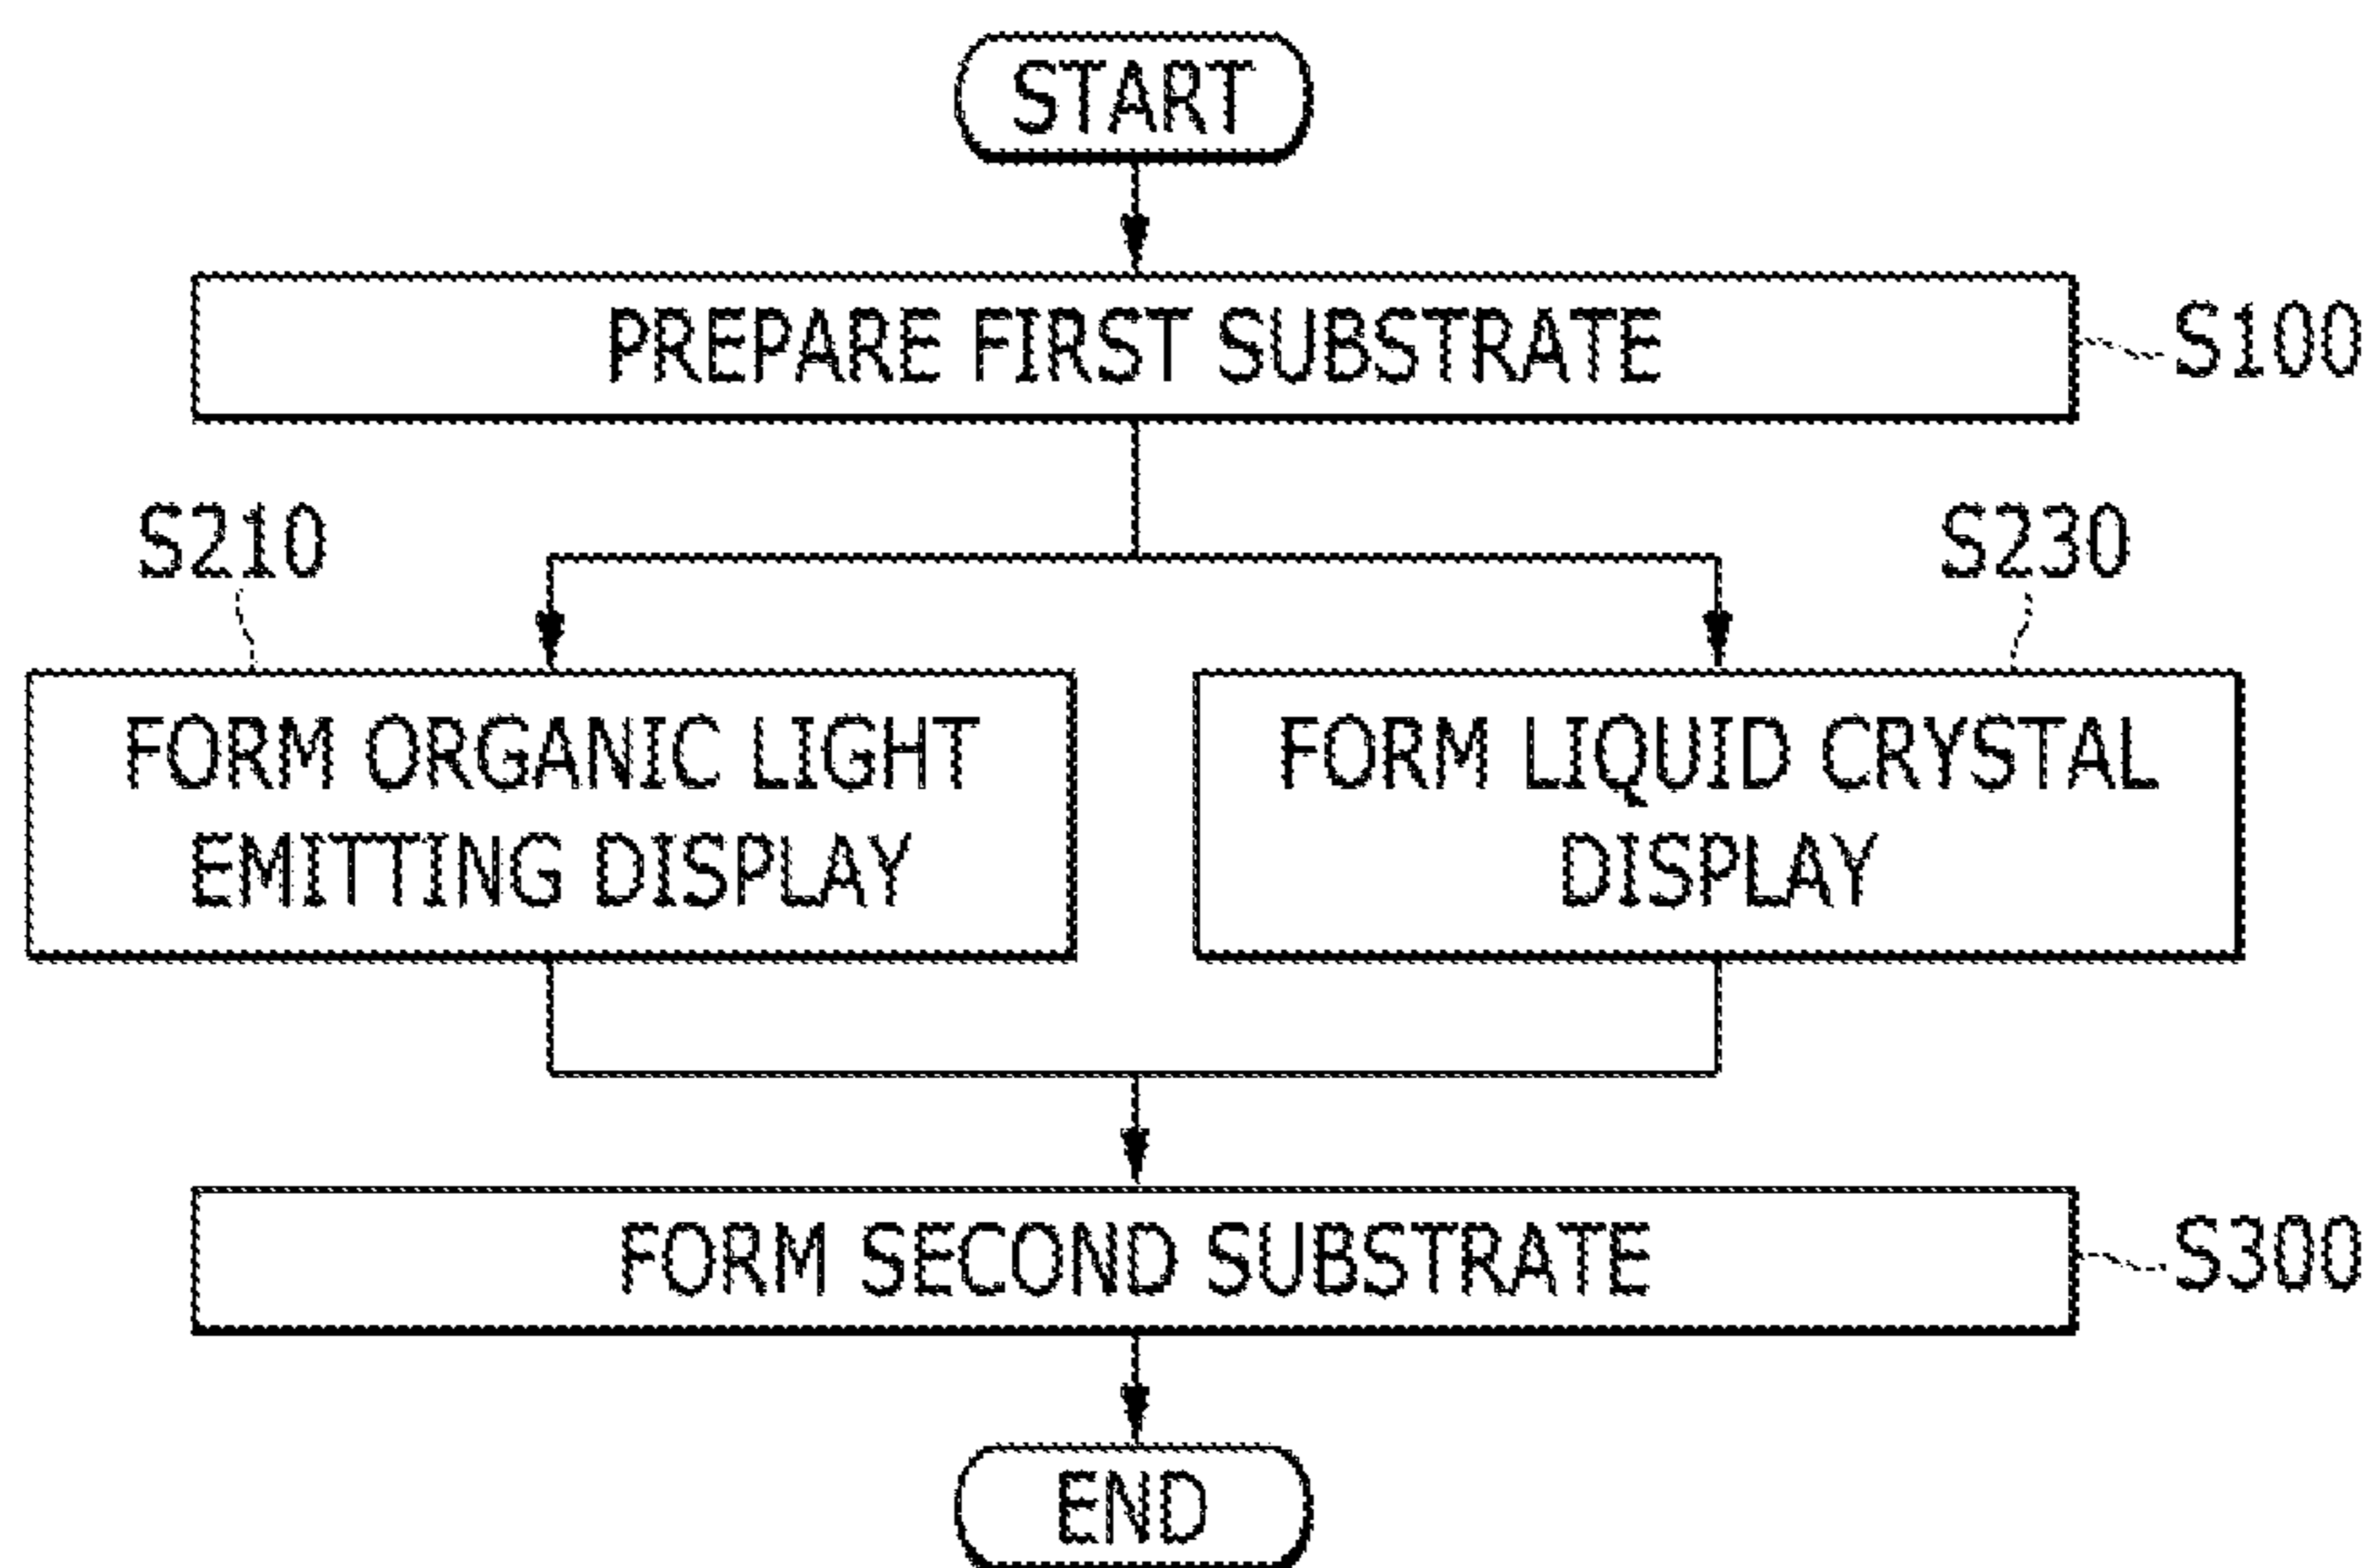 START
PREPARE FIRST SUBSTRATE
S100
S210
S230
FORM ORGANIC LIGHT
EMITTING DISPLAY
FORM LIQUID CRYSTAL
DISPLAY
FORM SECOND SUBSTRATE
S300
END